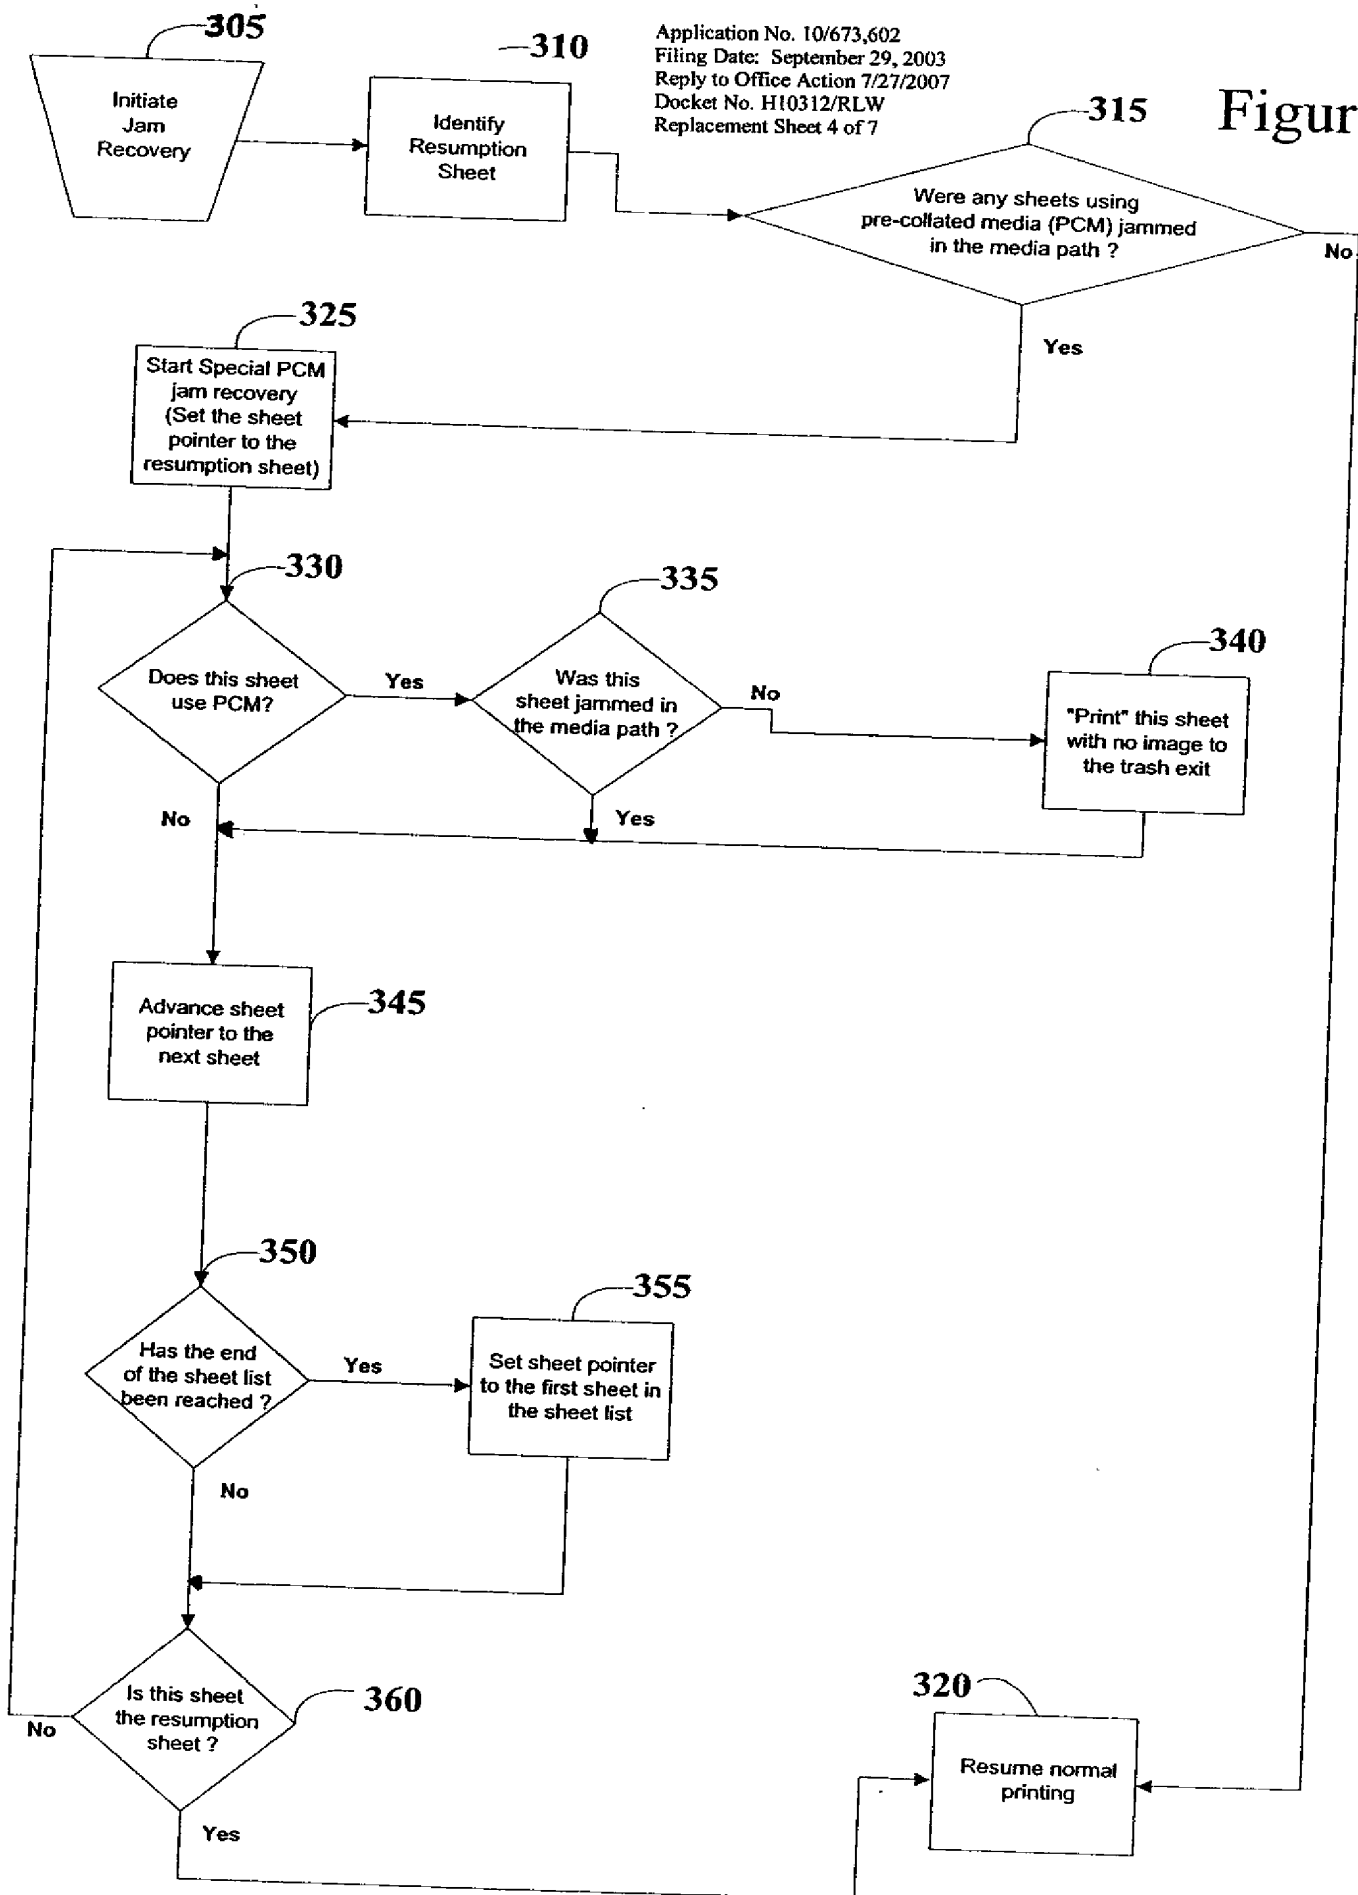 305
310
Application No. 10/673,602
Filing Date: September 29, 2003
Reply to Office Action 7/27/2007
Docket No. H10312/RLW
Replacement Sheet 4 of 7
Figur
315
Initiate
Jam
Recovery
Identify
Resumption
Sheet
Were any sheets using
pre-collated media (PCM) jammed
in the media path ?
No
Yes
325
Start Special PCM
jam recovery
(Set the sheet
pointer to the
resumption sheet)
330
335
340
Does this sheet
use PCM?
Yes
Was this
sheet jammed in
the media path ?
No
"Print" this sheet
with no image to
the trash exit
No
Yes
345
Advance sheet
pointer to the
next sheet
350
355
Has the end
of the sheet list
been reached ?
Yes
Set sheet pointer
to the first sheet in
the sheet list
No
360
Is this sheet
the resumption
sheet ?
No
Yes
320
Resume normal
printing